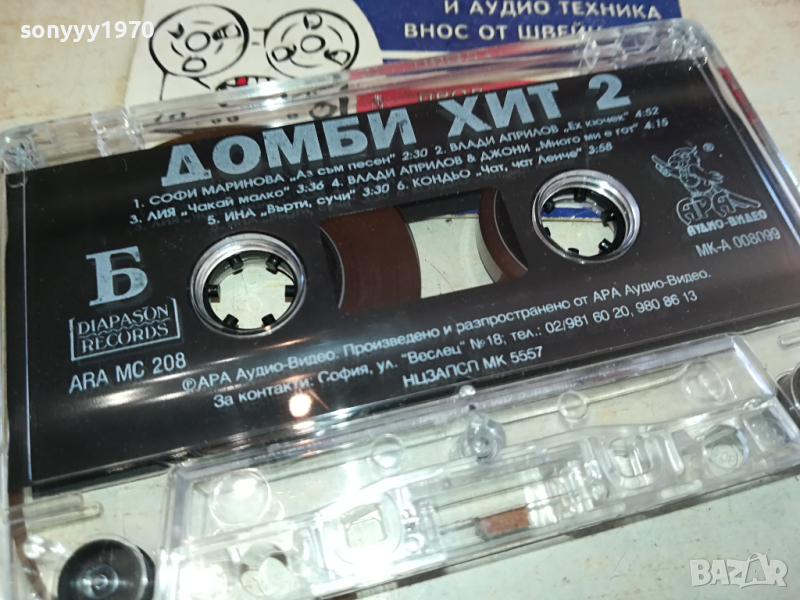 sonyyy1970
И АУДИО ТЕХНИКА
ВНОС ОТ
ДОМБИ ХИТ 2
1. СОФИ МАРИНОВА „Аз съм песен" 2:30 2. ВЛАДИ АПРИЛОВ „Ех кючек" 4:52
3. ЛИЯ „Чакай малко" 3:36 4. ВЛАДИ АПРИЛОВ & ДЖОНИ „Много ми е гот" 4:15
5. ИНА „Върти, сучи" 3:30 6. КОНДЬО „Чат, чат Ленче" 3:58
Б
DIAPASON
RECORDS
ARA MC 208
АРА
АУДИО-ВИДЕО
МК-А 008099
℗АРА Аудио-Видео. Произведено и разпространено от АРА Аудио-Видео.
За контакти: София, ул. "Веслец" №18; тел.: 02/981 60 20, 980 86 13
НЦЗАПСП МК 5557
BAZAR